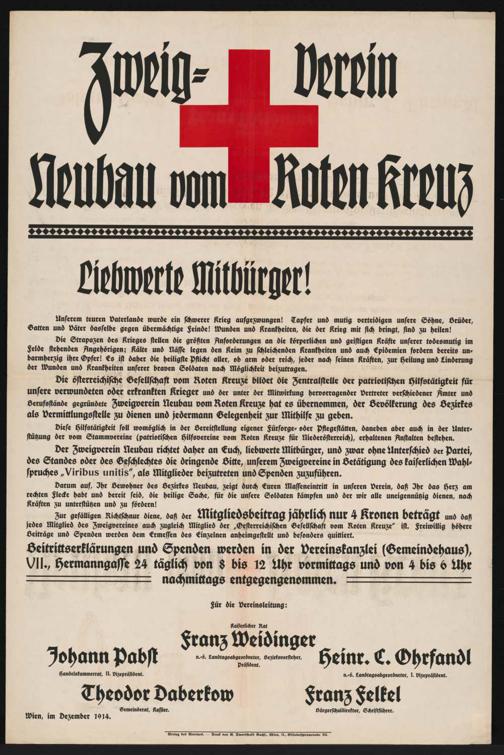 Zweig- Verein
Neubau vom Roten Kreuz
Liebwerte Mitbürger!
Unserem teuren Vaterlande wurde ein schwerer Krieg aufgezwungen! Tapfer und mutig verteidigen unsere Söhne, Brüder,
Gatten und Väter dasselbe gegen übermächtige Feinde! Wunden und Krankheiten, die der Krieg mit sich bringt, sind zu heilen!
Die Strapazen des Krieges stellen die größten Anforderungen an die körperlichen und geistigen Kräfte unserer todesmutig im
Felde stehenden Angehörigen; Kälte und Nässe legen den Keim zu schleichenden Krankheiten und auch Epidemien fordern bereits un-
barmherzig ihre Opfer! Es ist daher die heiligste Pflicht aller, ob arm oder reich, jeder nach seinen Kräften, zur Heilung und Linderung
der Wunden und Krankheiten unserer braven Soldaten nach Möglichkeit beizutragen.
Die österreichische Gesellschaft vom Roten Kreuze bildet die Zentralstelle der patriotischen Hilfstätigkeit für
unsere verwundeten oder erkrankten Krieger und der unter der Mitwirkung hervorragender Vertreter verschiedener Ämter und
Berufsstände gegründete Zweigverein Neubau vom Roten Kreuz hat es übernommen, der Bevölkerung des Bezirkes
als Vermittlungsstelle zu dienen und jedermann Gelegenheit zur Mithilfe zu geben.
Diese Hilfstätigkeit soll womöglich in der Bereitstellung eigener Fürsorge- oder Pflegestätten, daneben aber auch in der Unter-
stützung der vom Stammvereine (patriotischen Hilfsvereine vom Roten Kreuze für Niederösterreich), erhaltenen Anstalten bestehen.
Der Zweigverein Neubau richtet daher an Euch, liebwerte Mitbürger, und zwar ohne Unterschied der Partei,
des Standes oder des Geschlechtes die dringende Bitte, unserem Zweigvereine in Betätigung des kaiserlichen Wahl-
spruches „Viribus unitis“, als Mitglieder beizutreten und Spenden zuzuführen.
Darum auf, Ihr Bewohner des Bezirkes Neubau, zeigt durch Euren Masseneintritt in unseren Verein, daß Ihr das Herz am
rechten Flecke habt und bereit seid, die heilige Sache, für die unsere Soldaten kämpfen und der wir alle uneigennützig dienen, nach
Kräften zu unterstützen und zu fördern!
Zur gefälligen Richtschnur diene, daß der Mitgliedsbeitrag jährlich nur 4 Kronen beträgt und daß
jedes Mitglied des Zweigvereines auch zugleich Mitglied der „Oesterreichischen Gesellschaft vom Roten Kreuz“ ist. Freiwillig höhere
Beiträge und Spenden werden dem Ermessen des Einzelnen anheimgestellt und besonders quittiert.
Beitrittserklärungen und Spenden werden in der Vereinskanzlei (Gemeindehaus),
VII., Hermanngasse 24 täglich von 8 bis 12 Uhr vormittags und von 4 bis 6 Uhr
nachmittags entgegengenommen.
Für die Vereinsleitung:
Kaiserlicher Rat
Franz Weidinger
n.-ö. Landtagsabgeordneter, Bezirksvorsteher,
Präsident.
Johann Pabst
Handelskammerrat, II. Vizepräsident.
Heinr. C. Ohrfandl
n.-ö. Landtagsabgeordneter, I. Vizepräsident.
Theodor Daberkow
Gemeinderat, Kassier.
Franz Felkel
Bürgerschuldirektor, Schriftführer.
Wien, im Dezember 1914.